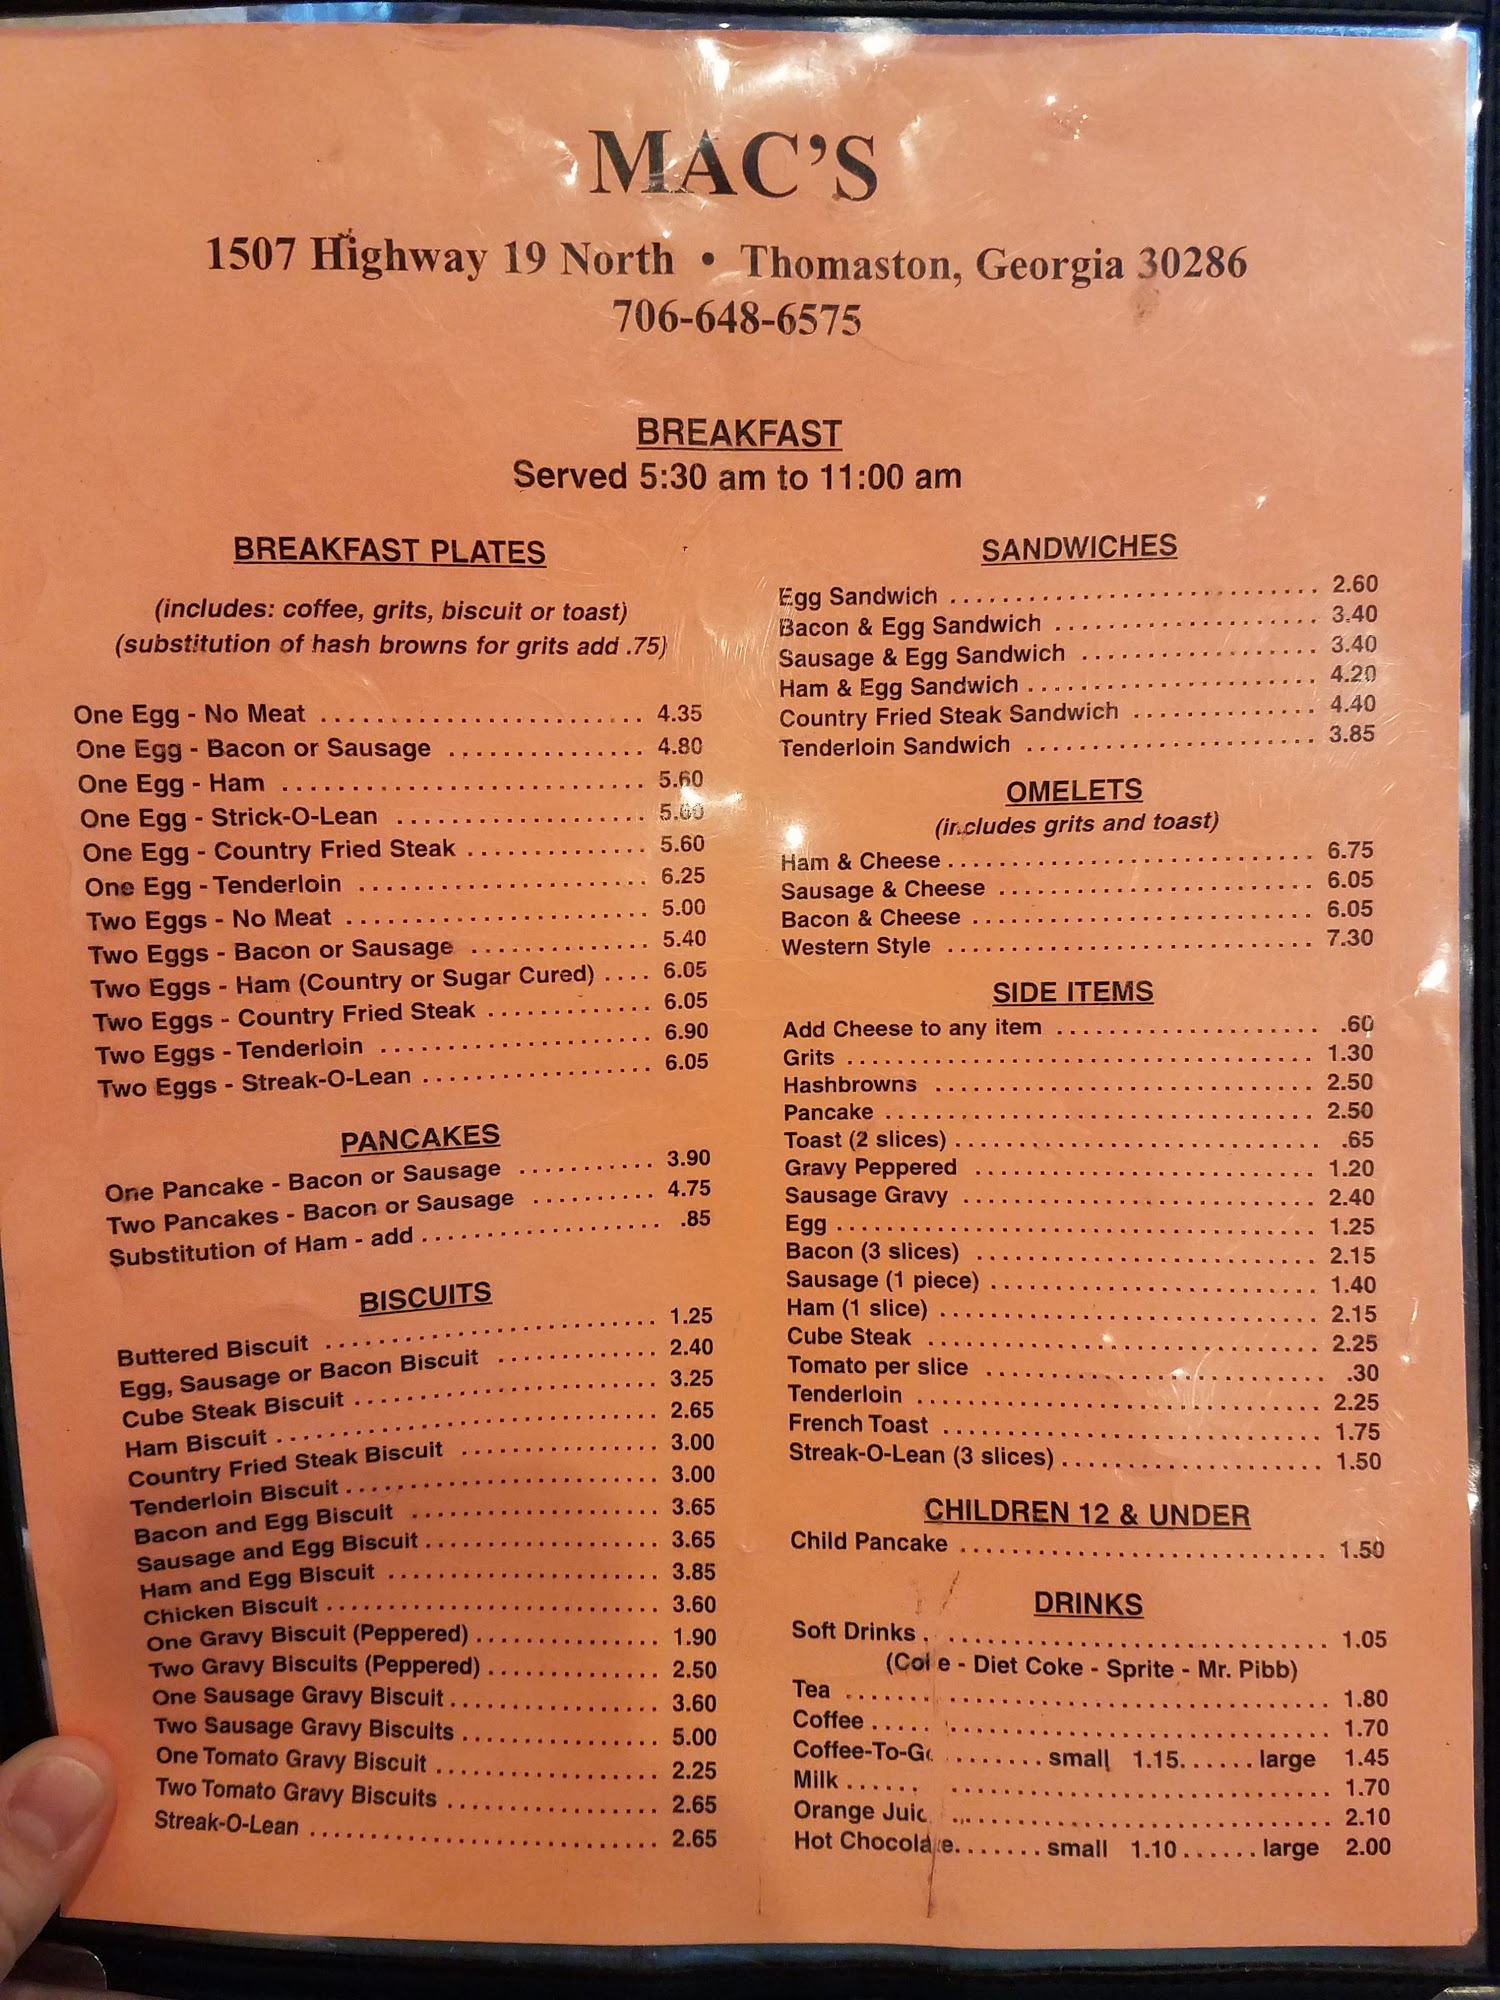 MAC'S
1507 Highway 19 North • Thomaston, Georgia 30286
706-648-6575
BREAKFAST
Served 5:30 am to 11:00 am
BREAKFAST PLATES
(includes: coffee, grits, biscuit or toast)
(substitution of hash browns for grits add .75)
One Egg - No Meat 4.35
One Egg - Bacon or Sausage 4.80
One Egg - Ham 5.60
One Egg - Strick-O-Lean 5.60
One Egg - Country Fried Steak 5.60
One Egg - Tenderloin 6.25
Two Eggs - No Meat 5.00
Two Eggs - Bacon or Sausage 5.40
Two Eggs - Ham (Country or Sugar Cured) 6.05
Two Eggs - Country Fried Steak 6.05
Two Eggs - Tenderloin 6.90
Two Eggs - Streak-O-Lean 6.05
PANCAKES
One Pancake - Bacon or Sausage 3.90
Two Pancakes - Bacon or Sausage 4.75
Substitution of Ham - add .85
BISCUITS
Buttered Biscuit 1.25
Egg, Sausage or Bacon Biscuit 2.40
Cube Steak Biscuit 3.25
Ham Biscuit 2.65
Country Fried Steak Biscuit 3.00
Tenderloin Biscuit 3.00
Bacon and Egg Biscuit 3.65
Sausage and Egg Biscuit 3.65
Ham and Egg Biscuit 3.85
Chicken Biscuit 3.60
One Gravy Biscuit (Peppered) 1.90
Two Gravy Biscuits (Peppered) 2.50
One Sausage Gravy Biscuit 3.60
Two Sausage Gravy Biscuits 5.00
One Tomato Gravy Biscuit 2.25
Two Tomato Gravy Biscuits 2.65
Streak-O-Lean 2.65
SANDWICHES
Egg Sandwich 2.60
Bacon & Egg Sandwich 3.40
Sausage & Egg Sandwich 3.40
Ham & Egg Sandwich 4.20
Country Fried Steak Sandwich 4.40
Tenderloin Sandwich 3.85
OMELETS
(includes grits and toast)
Ham & Cheese 6.75
Sausage & Cheese 6.05
Bacon & Cheese 6.05
Western Style 7.30
SIDE ITEMS
Add Cheese to any item .60
Grits 1.30
Hashbrowns 2.50
Pancake 2.50
Toast (2 slices) .65
Gravy Peppered 1.20
Sausage Gravy 2.40
Egg 1.25
Bacon (3 slices) 2.15
Sausage (1 piece) 1.40
Ham (1 slice) 2.15
Cube Steak 2.25
Tomato per slice .30
Tenderloin 2.25
French Toast 1.75
Streak-O-Lean (3 slices) 1.50
CHILDREN 12 & UNDER
Child Pancake 1.50
DRINKS
Soft Drinks 1.05
(Coke - Diet Coke - Sprite - Mr. Pibb)
Tea 1.80
Coffee 1.70
Coffee-To-Go small 1.15 large 1.45
Milk 1.70
Orange Juic 2.10
Hot Chocolate small 1.10 large 2.00